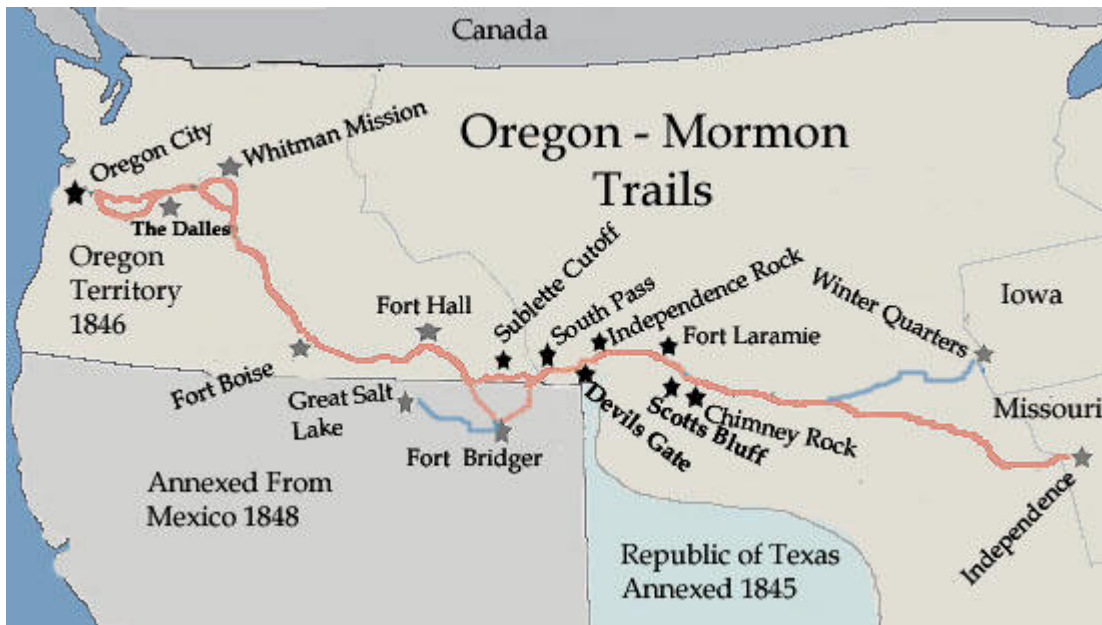 Canada
Oregon - Mormon
Trails
Oregon City
Whitman Mission
The Dalles
Oregon
Territory
1846
Fort Hall
Sublette Cutoff
South Pass
Independence Rock
Winter Quarters
Iowa
Fort Laramie
Fort Boise
Great Salt
Lake
Fort Bridger
Devils Gate
Scotts Bluff
Chimney Rock
Missouri
Annexed From
Mexico 1848
Republic of Texas
Annexed 1845
Independence